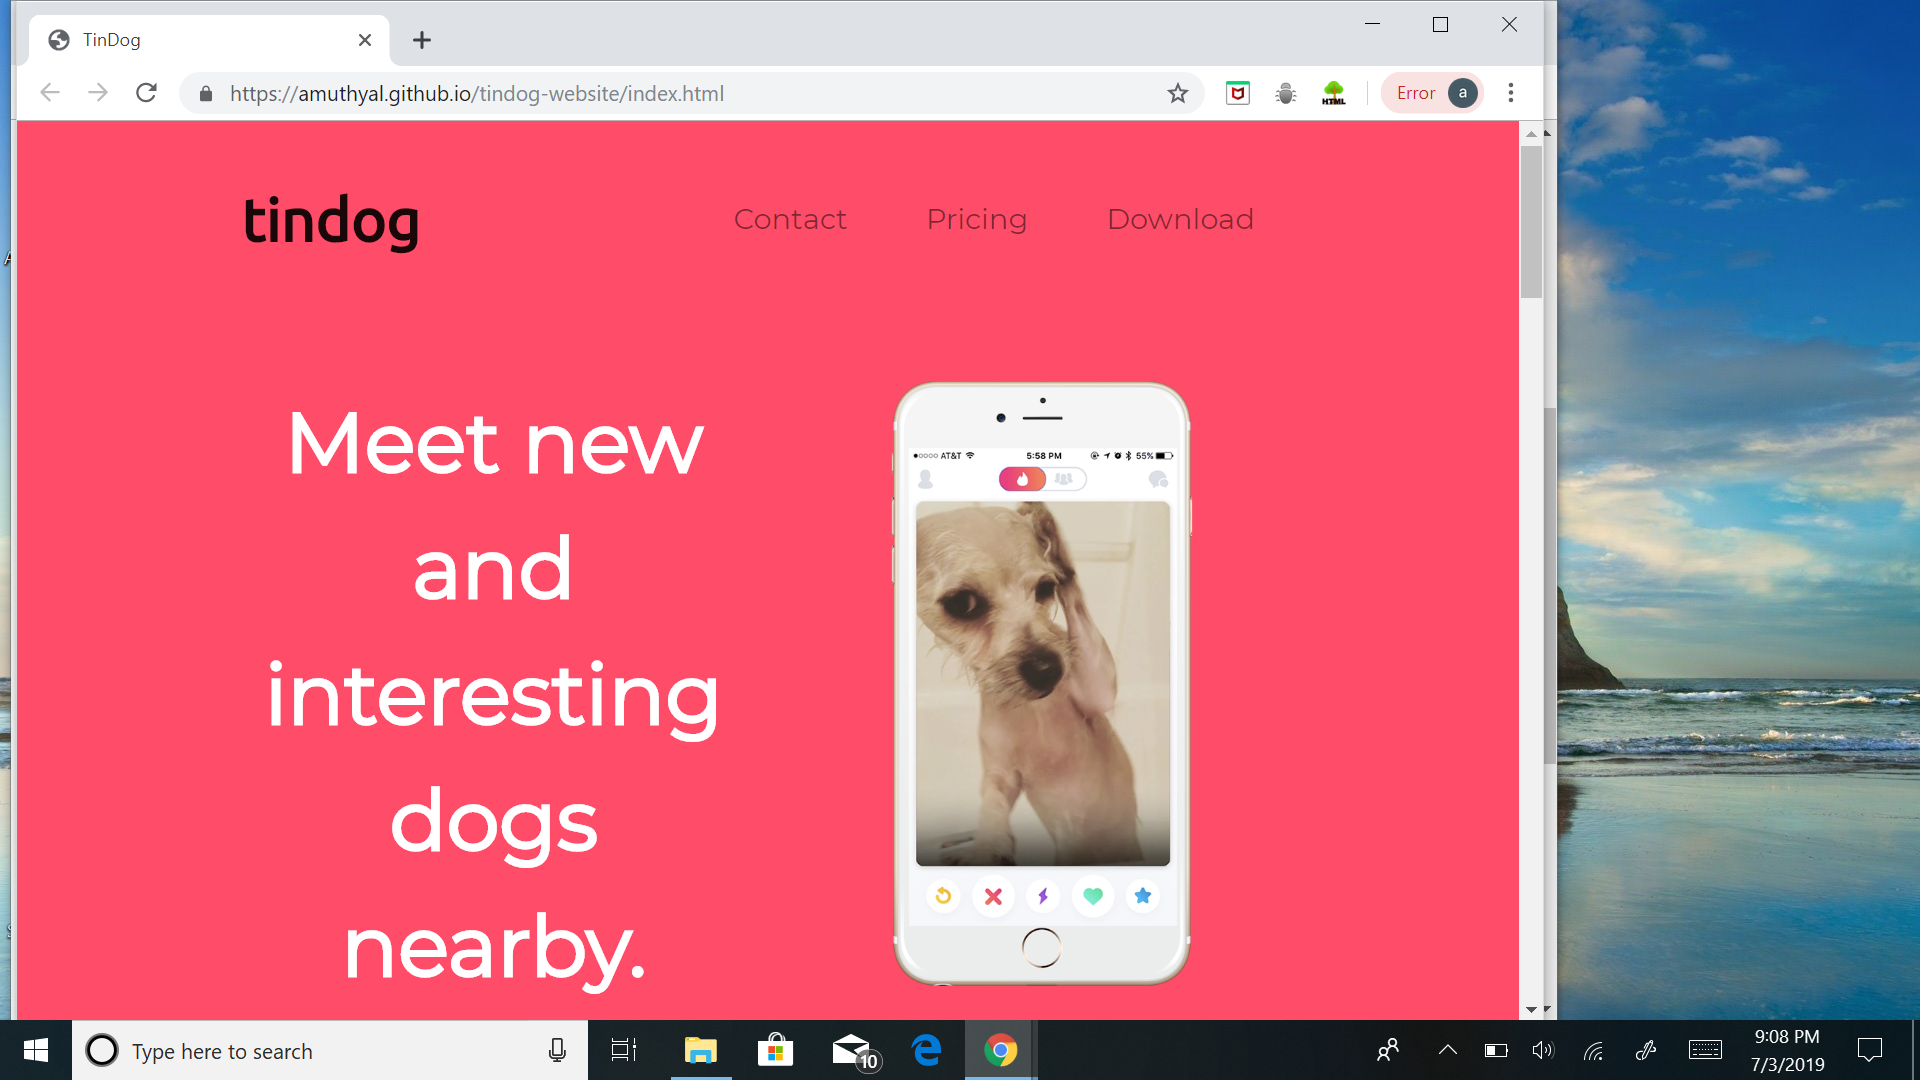 TinDog
https://amuthyal.github.io/tindog-website/index.html
HTML
Error
a
tindog
Contact Pricing Download
Meet new
and
interesting
dogs
nearby.
AT&T 5:58 PM 55%
Type here to search
10
9:08 PM
7/3/2019